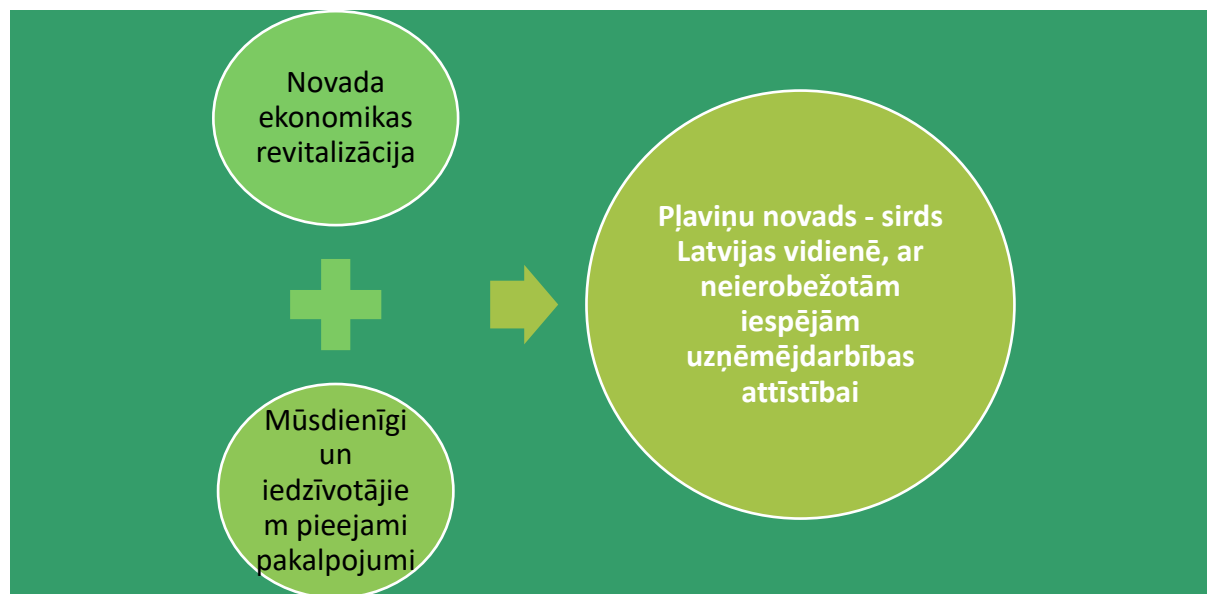 Novada
ekonomikas
revitalizācija
Mūsdienīgi
un
iedzīvotājie
m pieejami
pakalpojumi
Pļaviņu novads - sirds
Latvijas vidienē, ar
neierobežotām
iespējām
uzņēmējdarbības
attīstībai